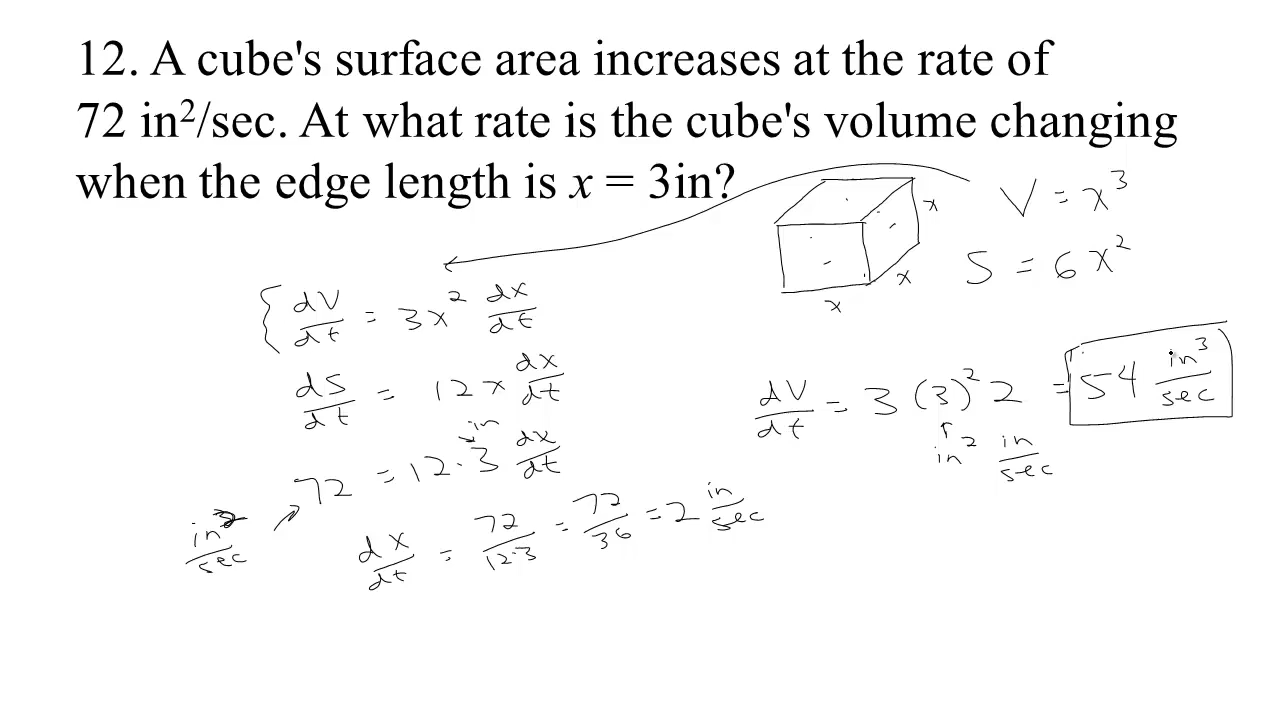 12. A cube's surface area increases at the rate of
72 in²/sec. At what rate is the cube's volume changing
when the edge length is x = 3in?
V = x³
x
S = 6x²
x
x
dV/dt = 3x² dx/dt
dS/dt = 12x dx/dt
dV/dt = 3(3)² 2 = 54 in³/sec
in
in² in/sec
72 = 12·3 dx/dt
in²/sec
dx/dt = 72/12·3 = 72/36 = 2 in/sec